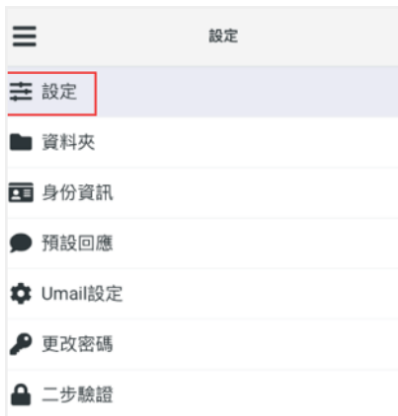 設定
設定
資料夾
身份資訊
預設回應
Umail設定
更改密碼
二步驗證